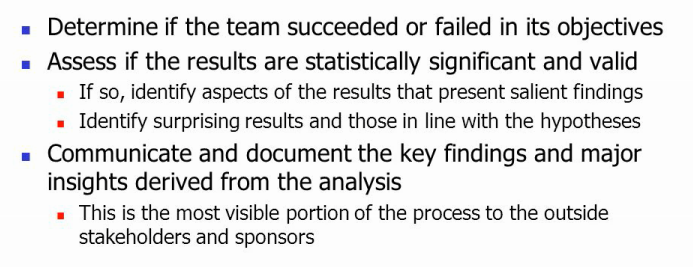 Determine if the team succeeded or failed in its objectives
Assess if the results are statistically significant and valid
If so, identify aspects of the results that present salient findings
Identify surprising results and those in line with the hypotheses
Communicate and document the key findings and major
insights derived from the analysis
This is the most visible portion of the process to the outside
stakeholders and sponsors